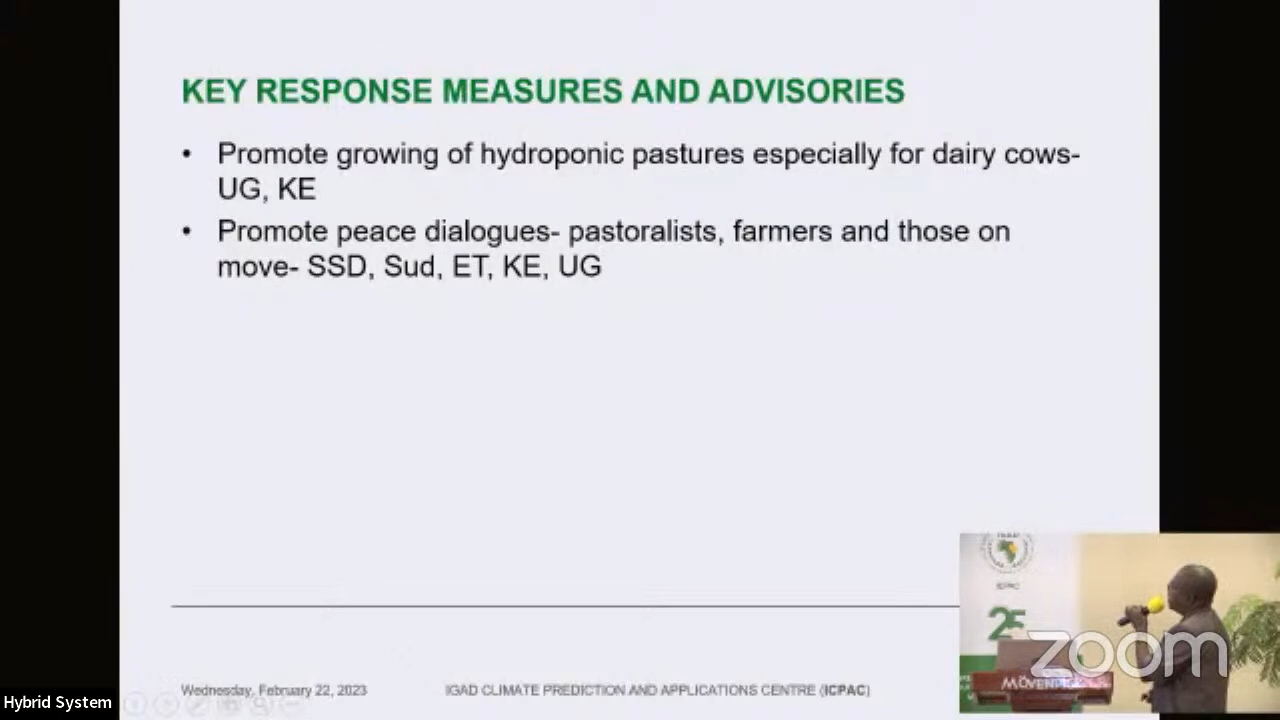 KEY RESPONSE MEASURES AND ADVISORIES
• Promote growing of hydroponic pastures especially for dairy cows-
UG, KE
• Promote peace dialogues- pastoralists, farmers and those on
move- SSD, Sud, ET, KE, UG
Wednesday, February 22, 2023
IGAD CLIMATE PREDICTION AND APPLICATIONS CENTRE (ICPAC)
Hybrid System
ICPAC
25
zoom